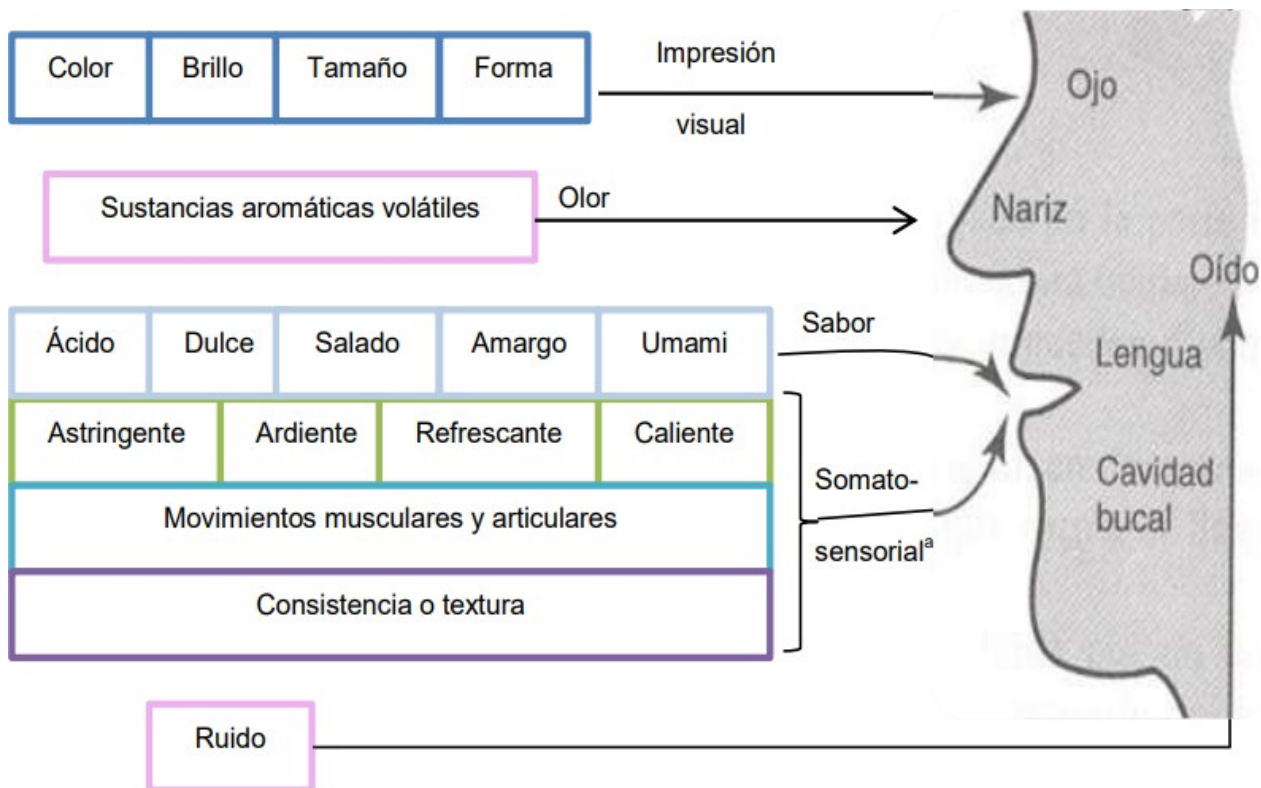 Color Brillo Tamaño Forma
Impresión
visual
Ojo
Sustancias aromáticas volátiles
Olor
Nariz
Oído
Ácido Dulce Salado Amargo Umami
Sabor
Lengua
Astringente Ardiente Refrescante Caliente
Movimientos musculares y articulares
Consistencia o textura
Somato-
sensorialª
Cavidad
bucal
Ruido